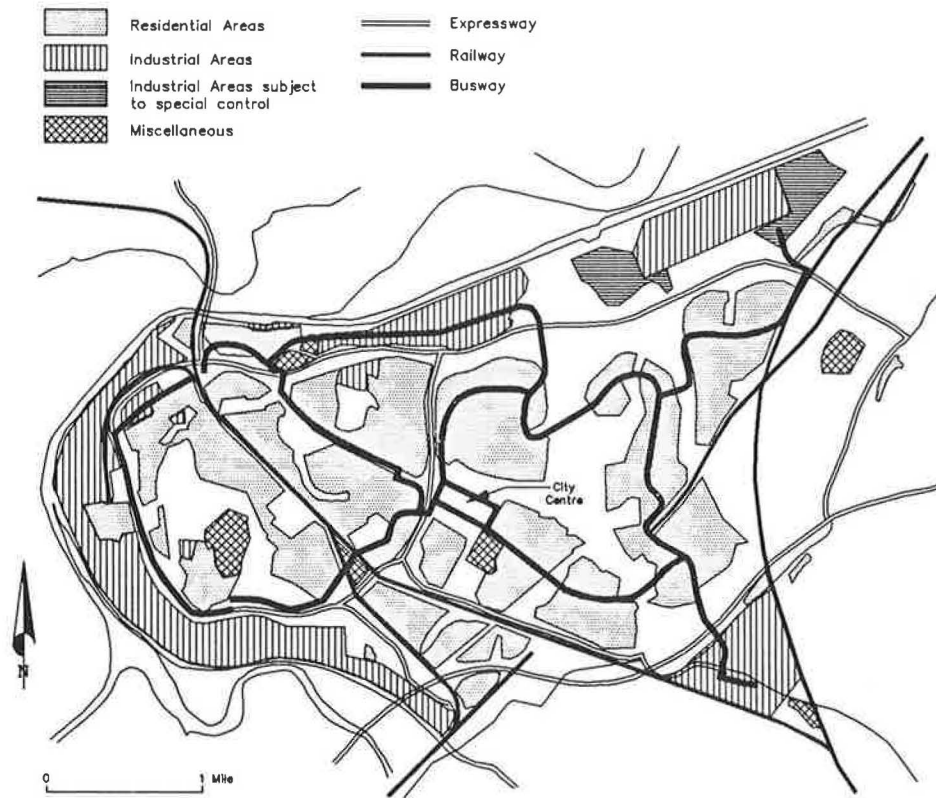 Residential Areas
Industrial Areas
Industrial Areas subject
to special control
Miscellaneous
Expressway
Railway
Busway
City
Centre
N
0 1 Mile